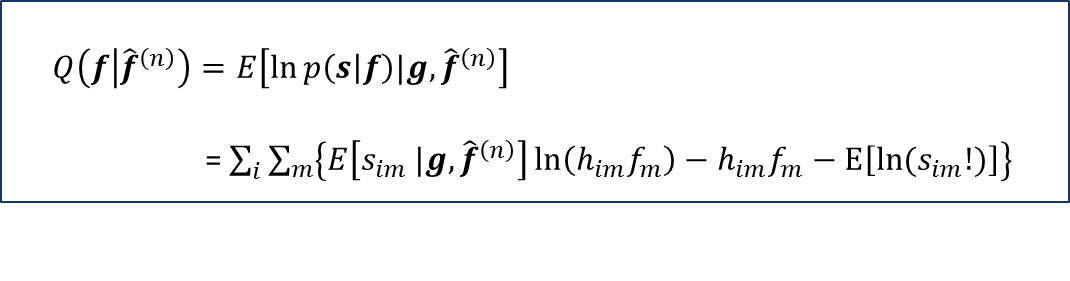 Q(f|f̂⁽ⁿ⁾) = E[ln p(s|f)|g, f̂⁽ⁿ⁾]
= ∑ᵢ ∑ₘ{E[sᵢₘ |g, f̂⁽ⁿ⁾] ln(hᵢₘfₘ) − hᵢₘfₘ − E[ln(sᵢₘ!)]}